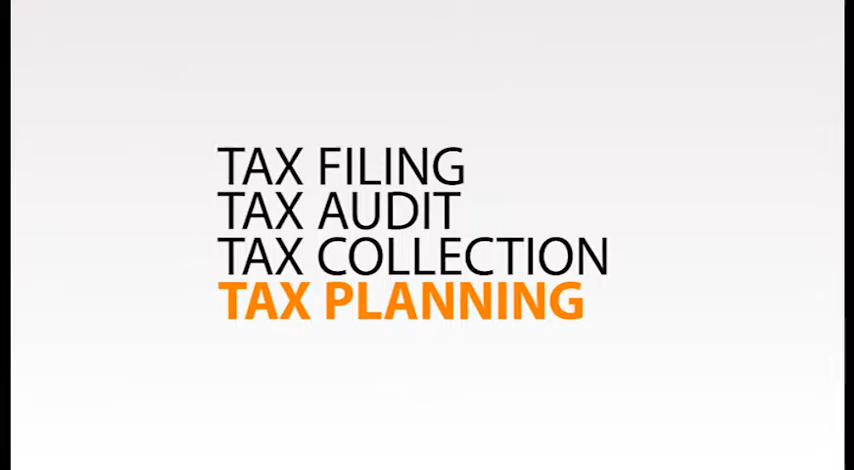 TAX FILING
TAX AUDIT
TAX COLLECTION
TAX PLANNING